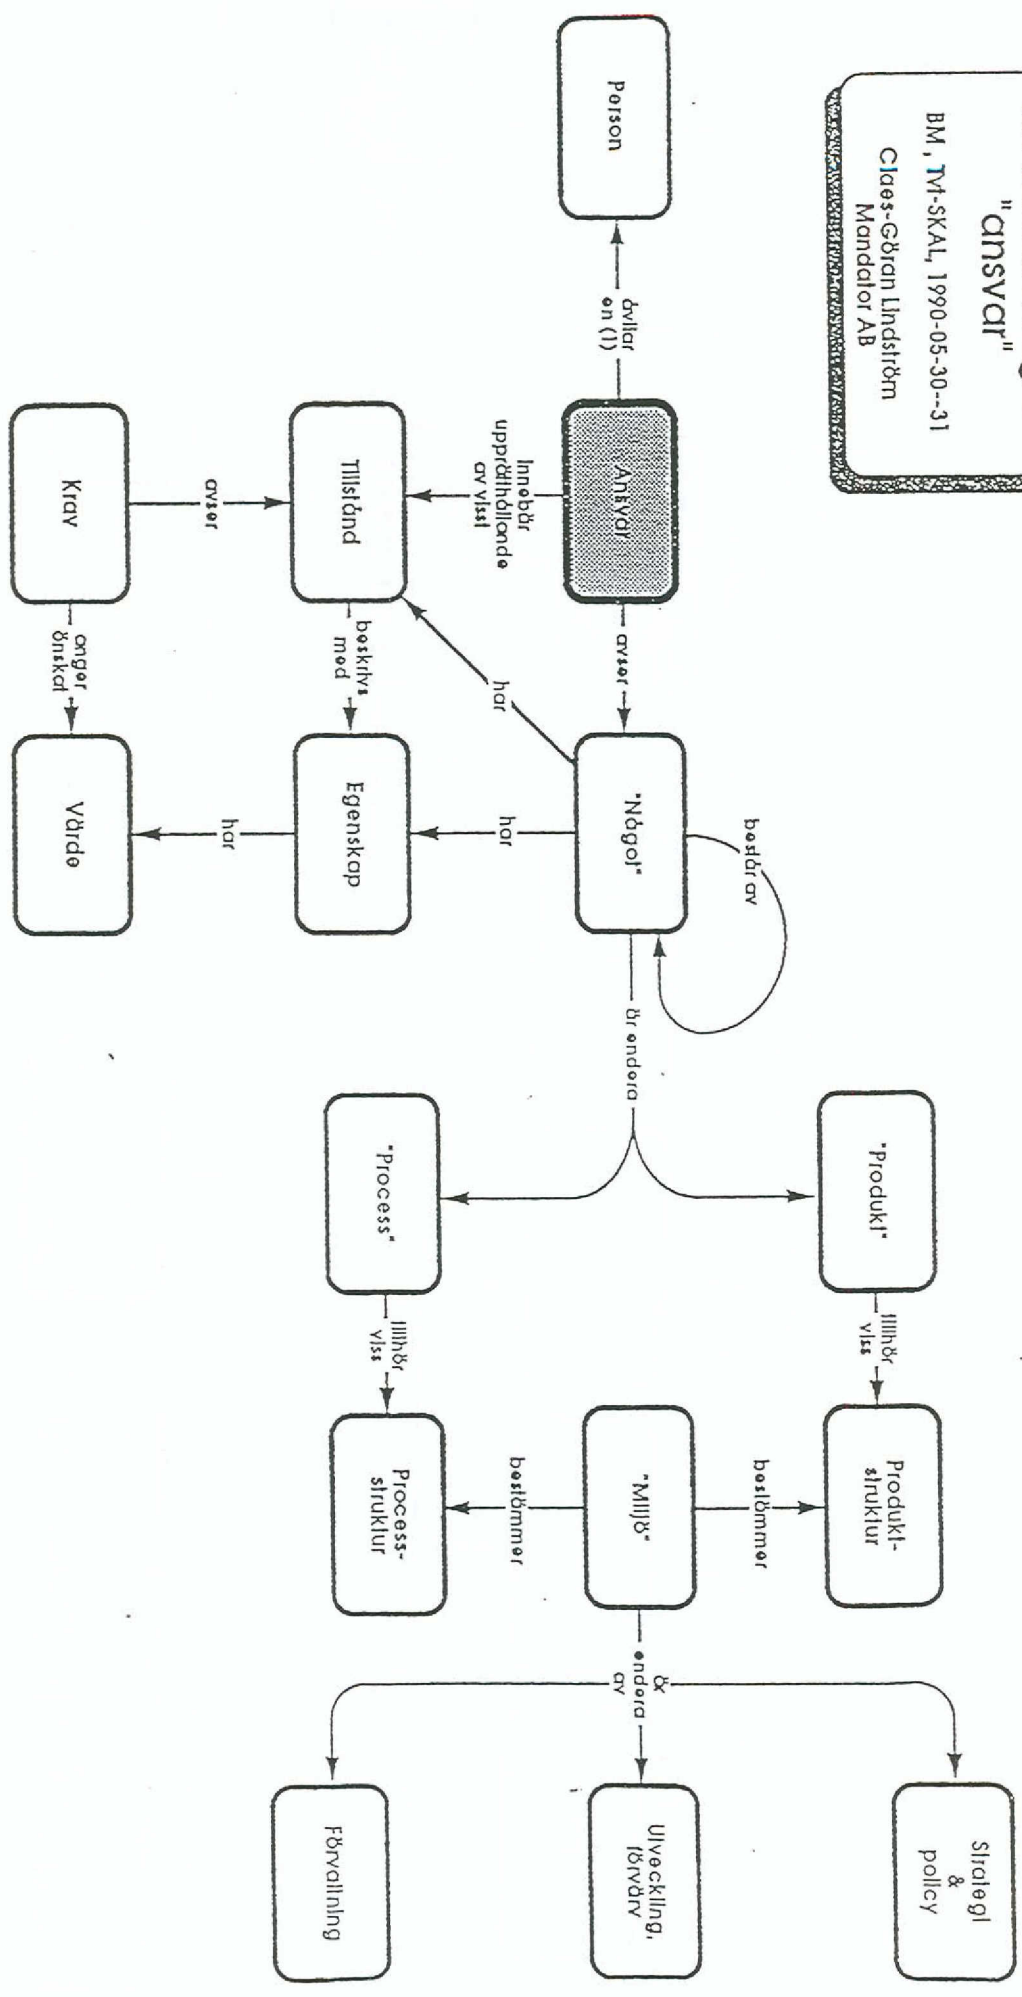 "ansvar"
BM, TVT-SKAL, 1990-05-30--31
Claes-Göran Lindström
Mandator AB
Person
åvilar
en (1)
Ansvar
avser
"Något"
består av
är endera
"Produkt"
tillhör
viss
Produkt-
struktur
bestämmer
"Miljö"
är
endera
av
Strategi
&
policy
Utveckling,
förvärv
Förvaltning
bestämmer
Process-
struktur
tillhör
viss
"Process"
Innebär
upprätthållande
av visst
har
har
Tillstånd
beskrivs
med
Egenskap
avser
har
Krav
anger
önskat
Värde